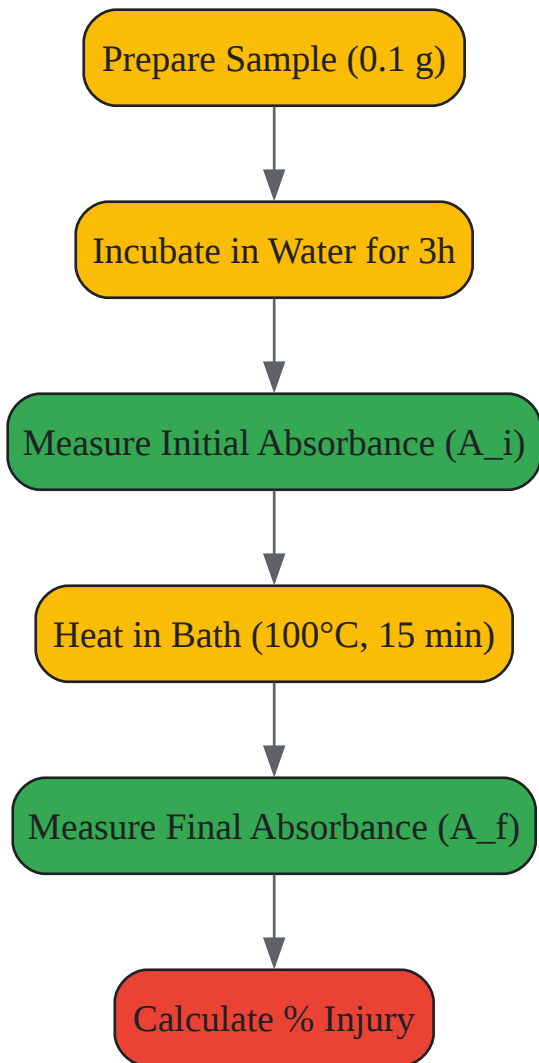 Prepare Sample (0.1 g)
Incubate in Water for 3h
Measure Initial Absorbance (A_i)
Heat in Bath (100°C, 15 min)
Measure Final Absorbance (A_f)
Calculate % Injury